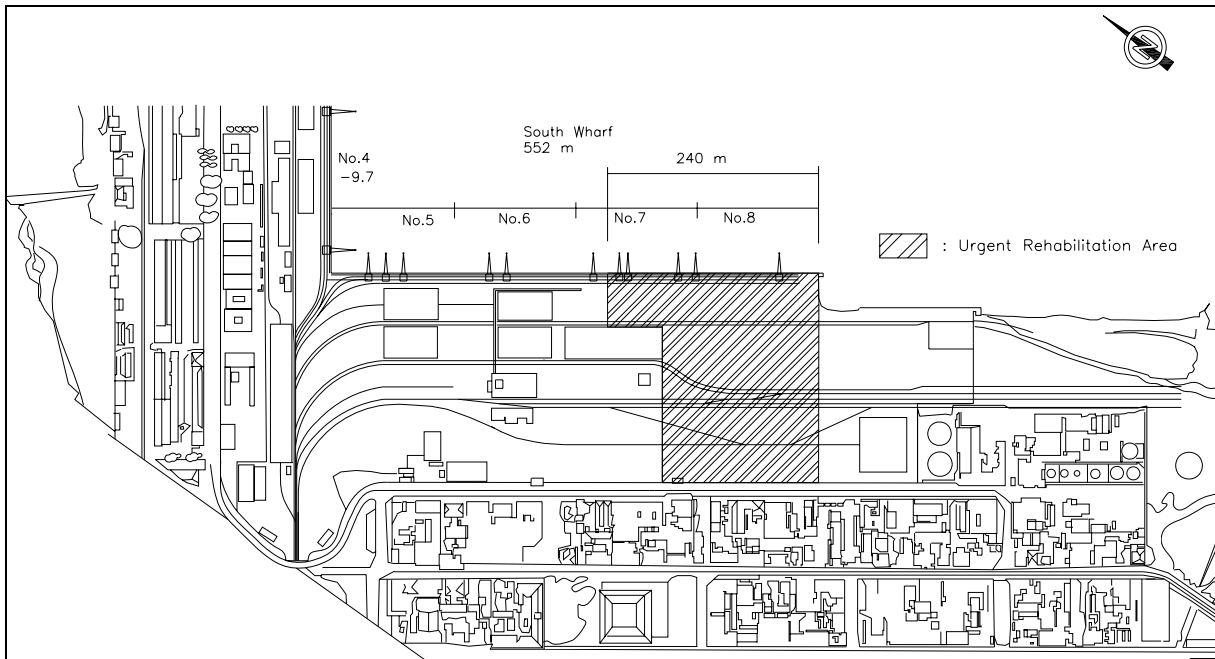 N
South Wharf
552 m
240 m
No.4
-9.7
No.5
No.6
No.7
No.8
: Urgent Rehabilitation Area